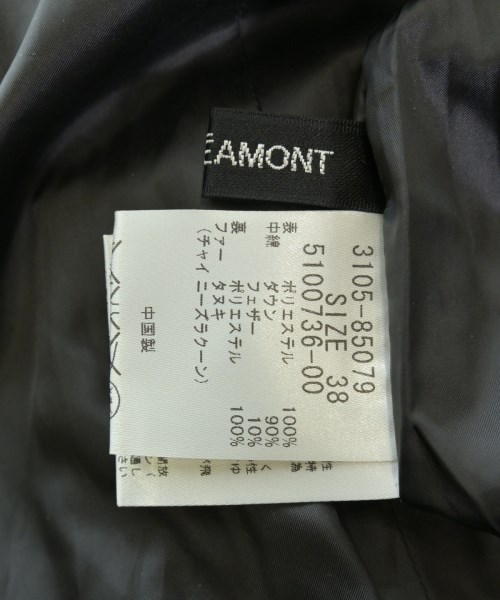 EAMONT
3105-85079
SIZE 38
5100736-00
表 ポリエステル 100%
中綿 ダウン 90%
フェザー 10%
裏 ポリエステル 100%
ファー タヌキ
(チャイニーズラクーン)
中国製